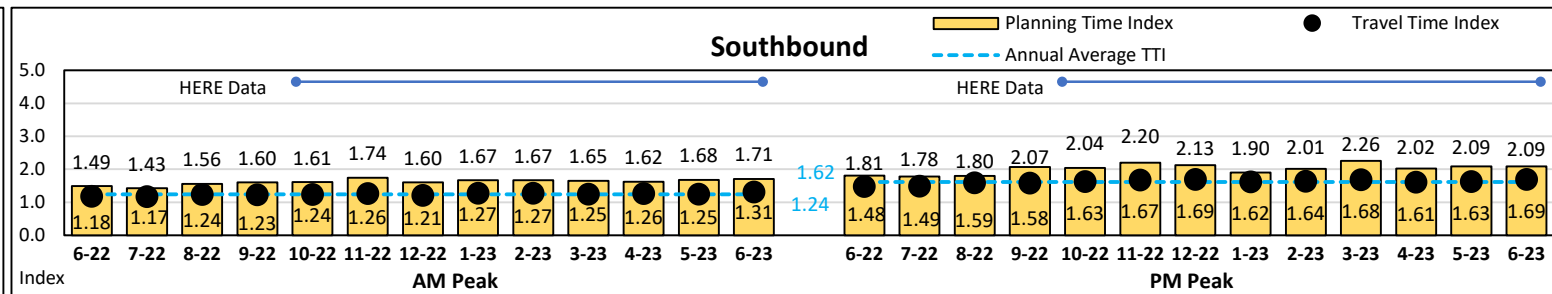 Planning Time Index
Travel Time Index
Southbound
Annual Average TTI
5.0
HERE Data
HERE Data
4.0
3.0
2.0
1.0
0.0
1.49 1.43 1.56 1.60 1.61 1.74 1.60 1.67 1.67 1.65 1.62 1.68 1.71
1.62
1.81 1.78 1.80 2.07 2.04 2.20 2.13 1.90 2.01 2.26 2.02 2.09 2.09
1.24
1.18 1.17 1.24 1.23 1.24 1.26 1.21 1.27 1.27 1.25 1.26 1.25 1.31
1.48 1.49 1.59 1.58 1.63 1.67 1.69 1.62 1.64 1.68 1.61 1.63 1.69
6-22 7-22 8-22 9-22 10-22 11-22 12-22 1-23 2-23 3-23 4-23 5-23 6-23
6-22 7-22 8-22 9-22 10-22 11-22 12-22 1-23 2-23 3-23 4-23 5-23 6-23
Index
AM Peak
PM Peak